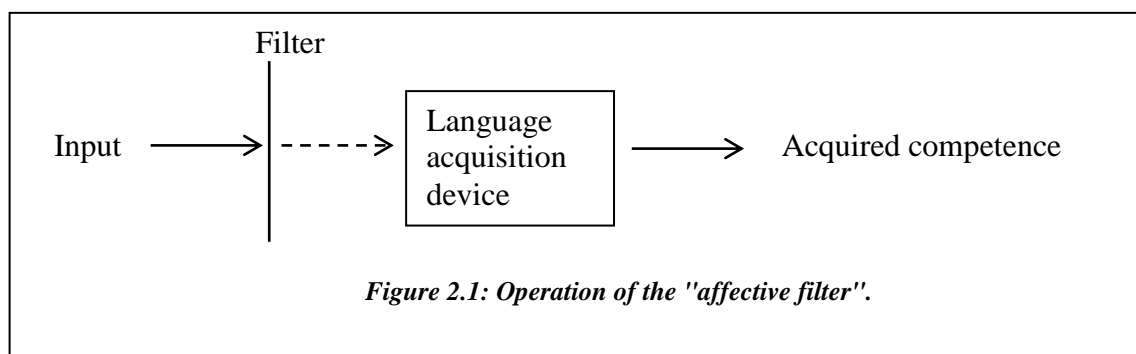 Filter
Input
Language
acquisition
device
Acquired competence
Figure 2.1: Operation of the "affective filter".